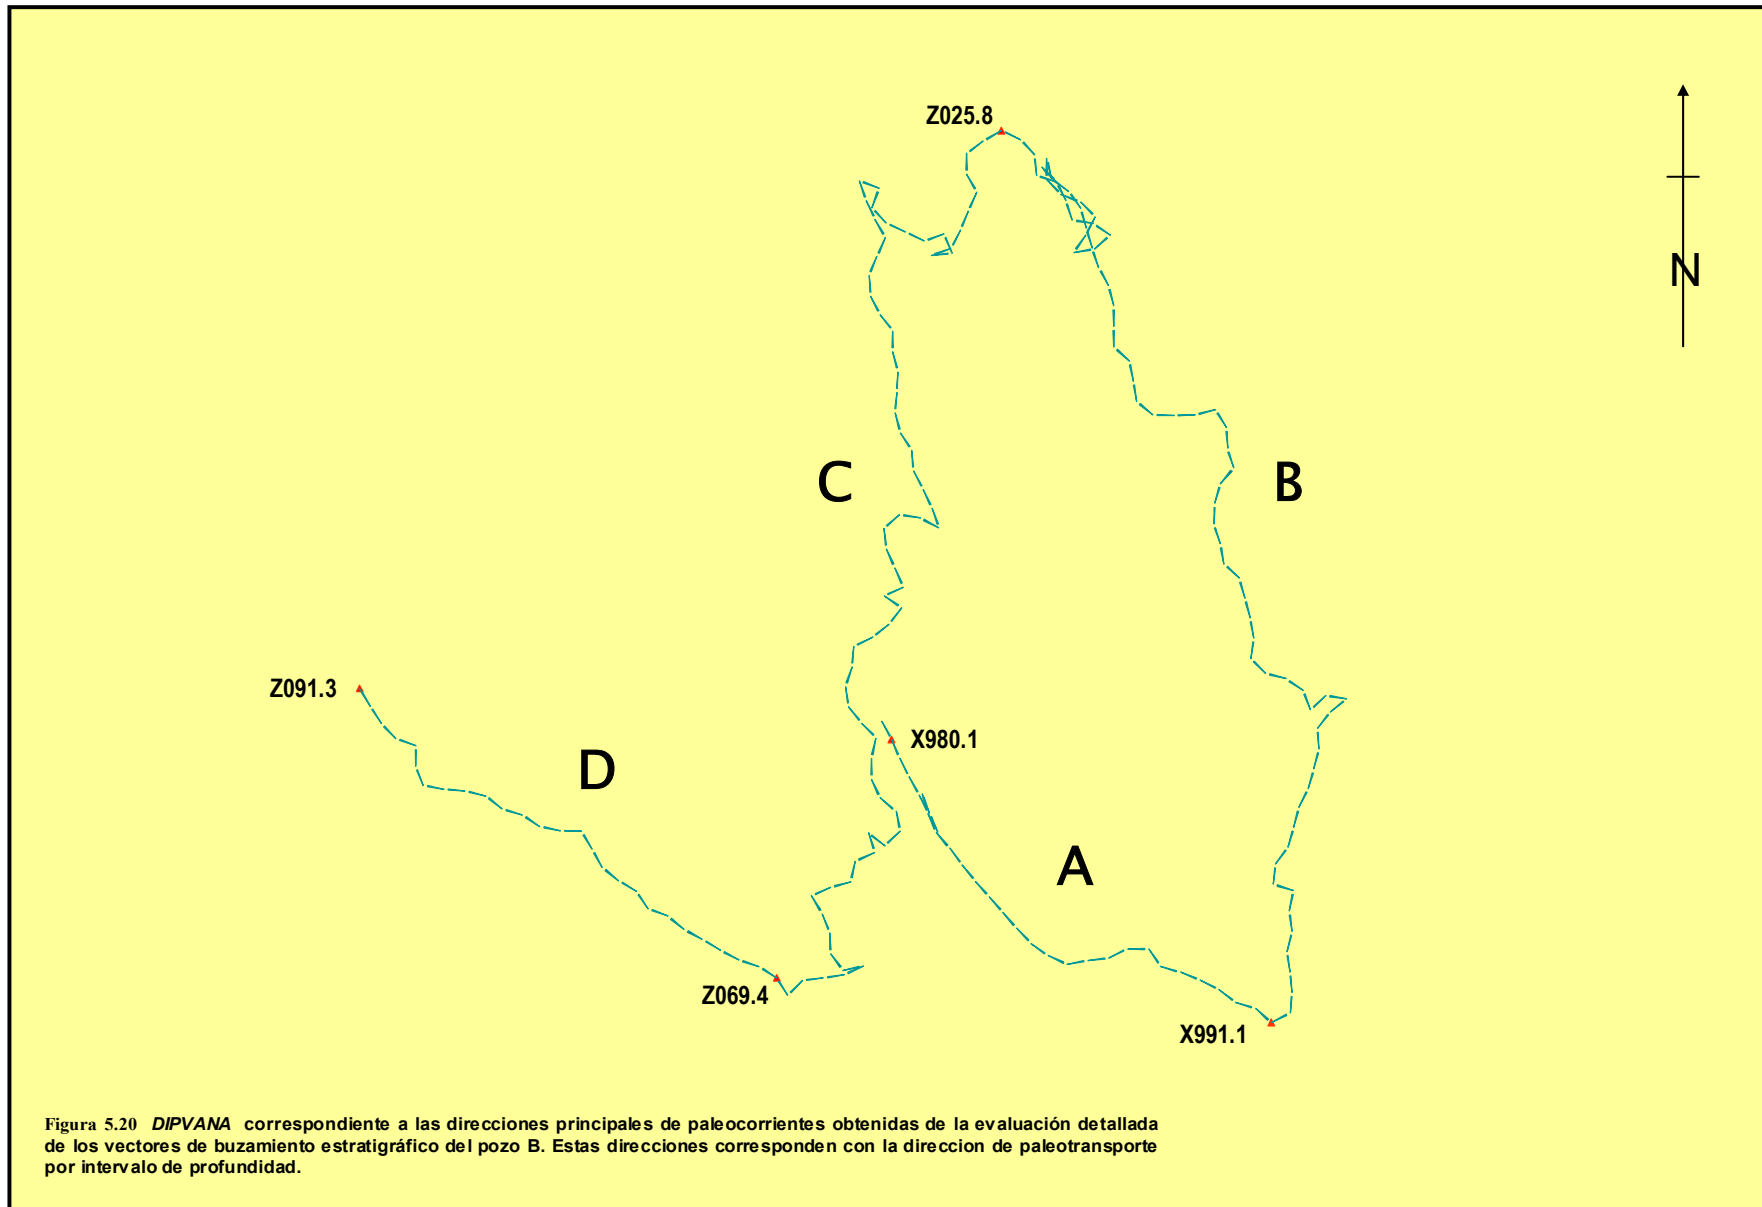 Z025.8
N
C
B
Z091.3
X980.1
D
A
Z069.4
X991.1
Figura 5.20 DIPVANA correspondiente a las direcciones principales de paleocorrientes obtenidas de la evaluación detallada
de los vectores de buzamiento estratigráfico del pozo B. Estas direcciones corresponden con la direccion de paleotransporte
por intervalo de profundidad.